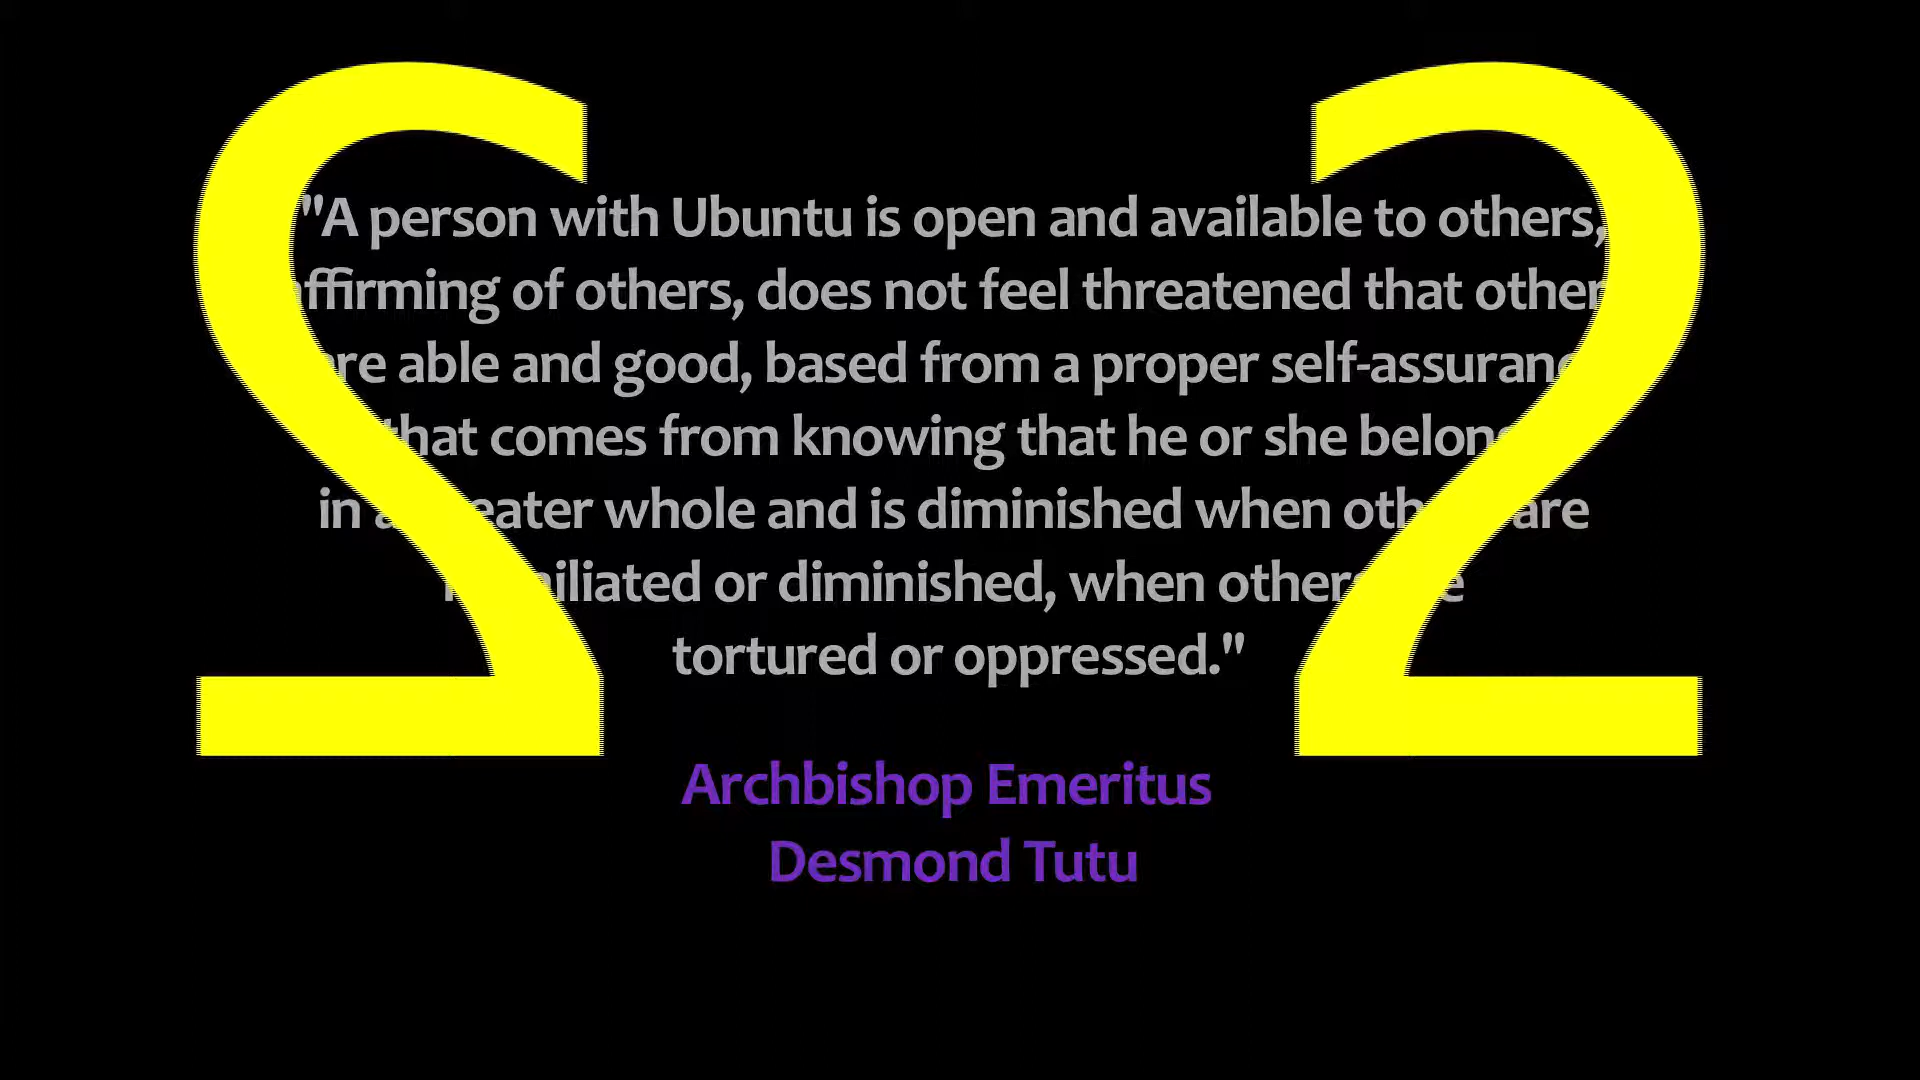 2 2
"A person with Ubuntu is open and available to others,
affirming of others, does not feel threatened that others
are able and good, based from a proper self-assurance
that comes from knowing that he or she belongs
in a greater whole and is diminished when others are
humiliated or diminished, when others are
tortured or oppressed."
Archbishop Emeritus
Desmond Tutu